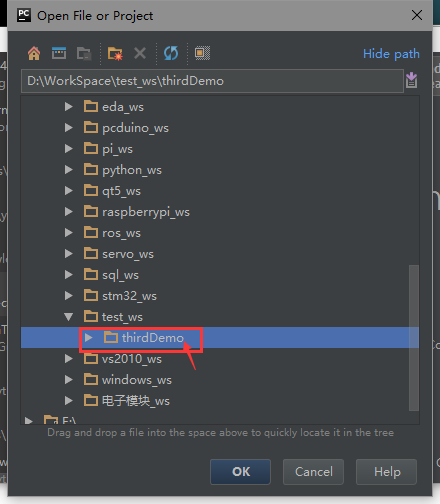 PC Open File or Project
Hide path
D:\WorkSpace\test_ws\thirdDemo
eda_ws
pcduino_ws
pi_ws
python_ws
qt5_ws
raspberrypi_ws
ros_ws
servo_ws
sql_ws
stm32_ws
test_ws
thirdDemo
vs2010_ws
windows_ws
电子模块_ws
F:\
Drag and drop a file into the space above to quickly locate it in the tree
OK Cancel Help